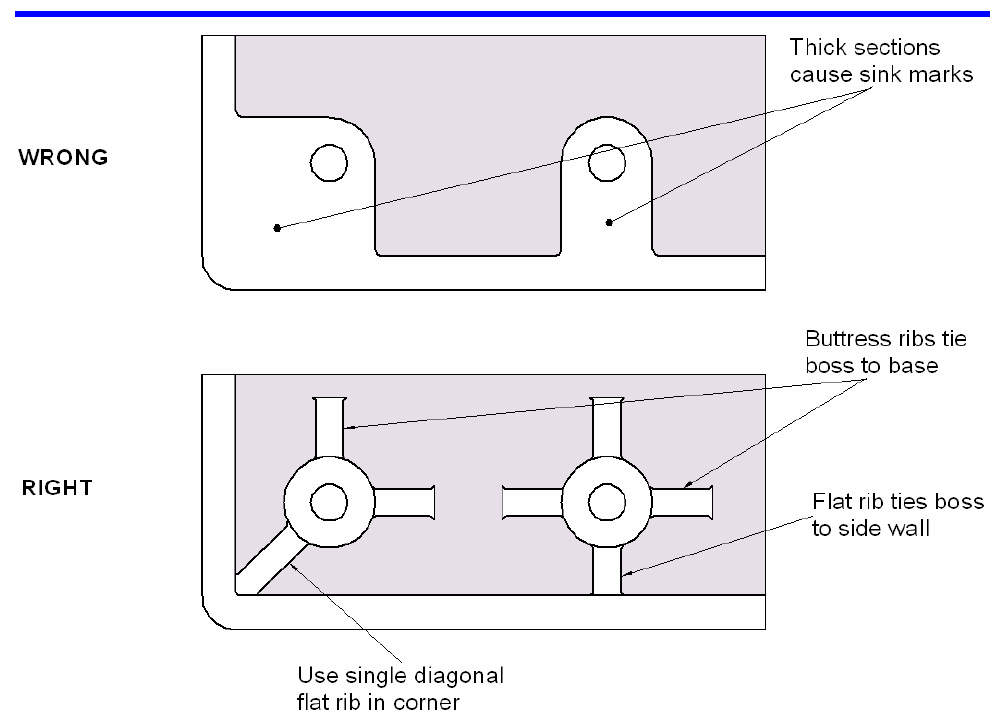 Thick sections
cause sink marks
WRONG
Buttress ribs tie
boss to base
RIGHT
Flat rib ties boss
to side wall
Use single diagonal
flat rib in corner